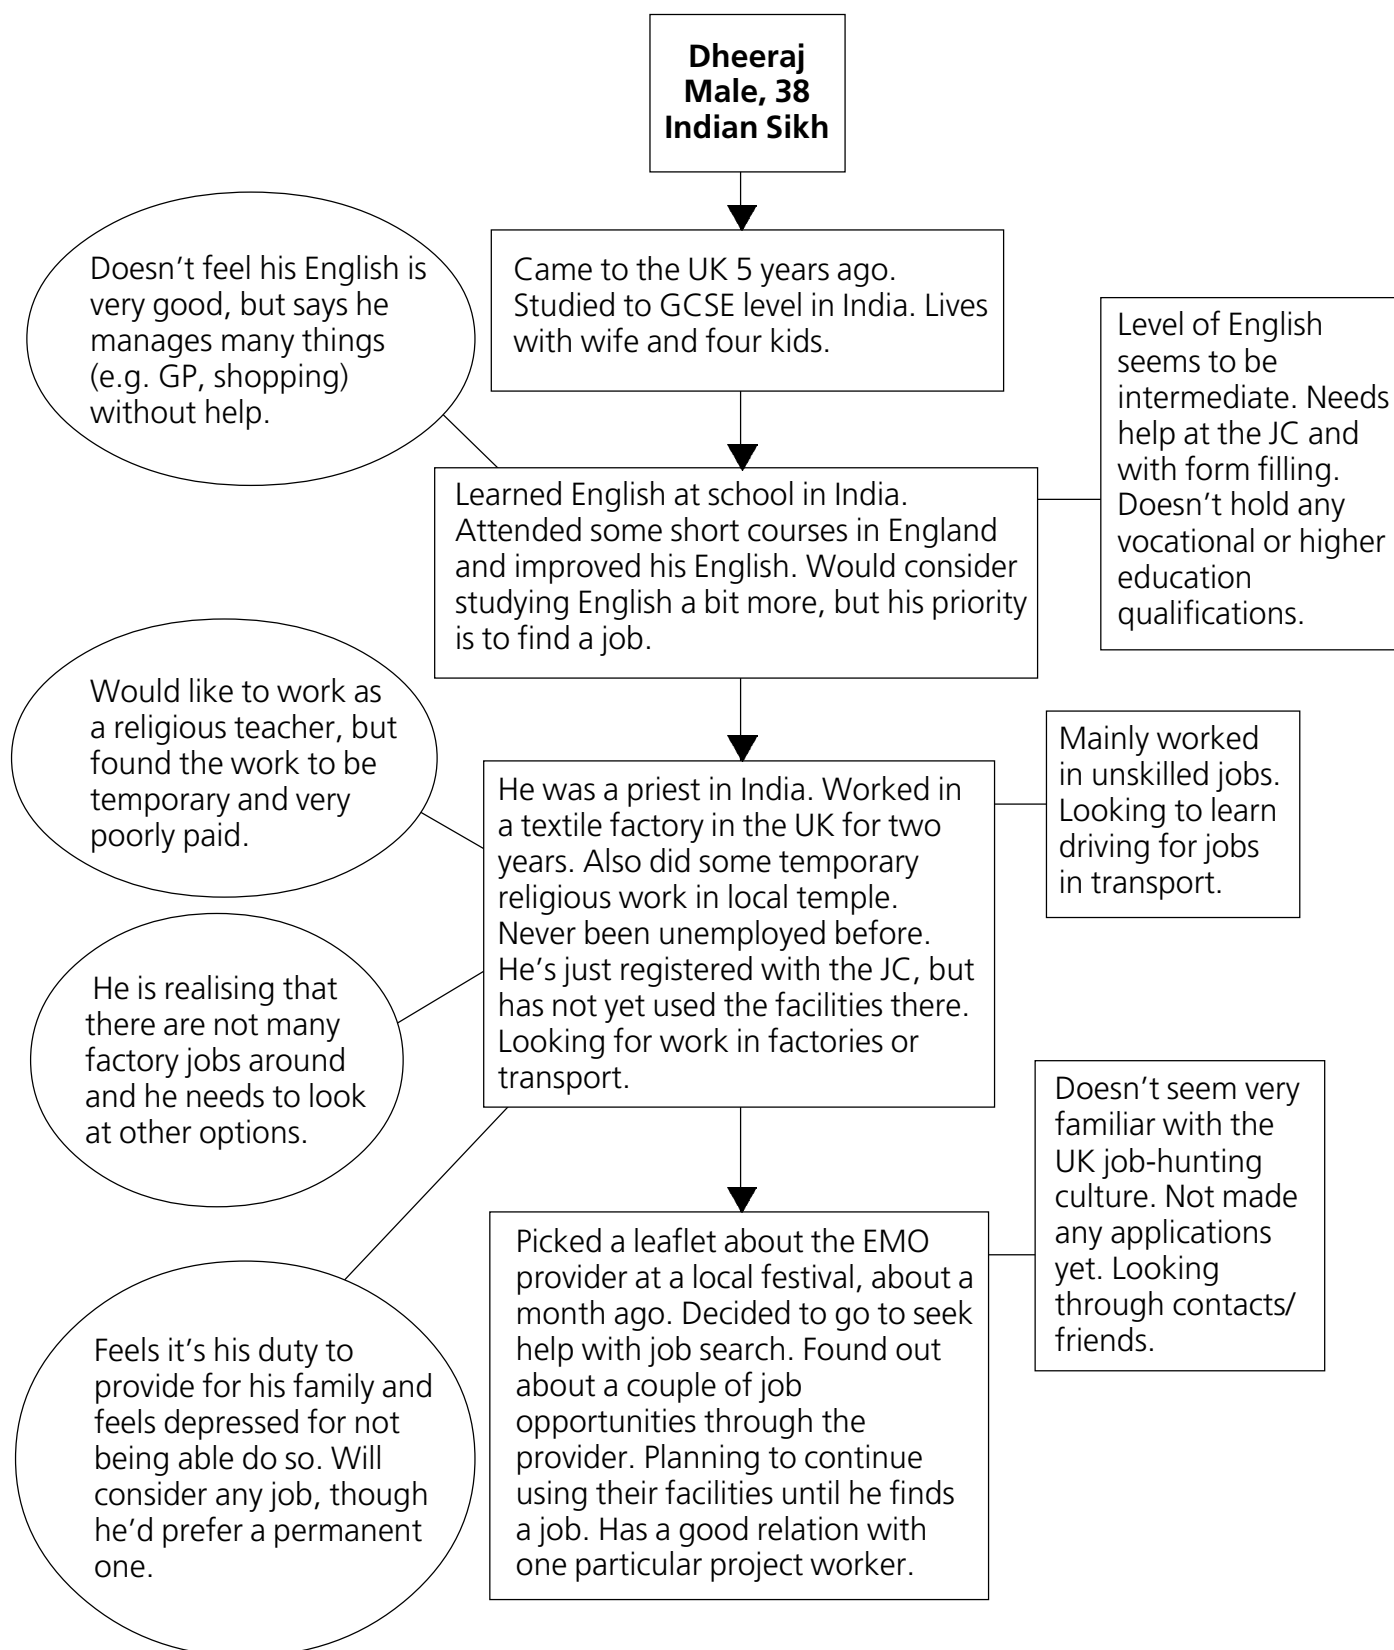 Dheeraj
Male, 38
Indian Sikh
Doesn't feel his English is
very good, but says he
manages many things
(e.g. GP, shopping)
without help.
Came to the UK 5 years ago.
Studied to GCSE level in India. Lives
with wife and four kids.
Level of English
seems to be
intermediate. Needs
help at the JC and
with form filling.
Doesn't hold any
vocational or higher
education
qualifications.
Learned English at school in India.
Attended some short courses in England
and improved his English. Would consider
studying English a bit more, but his priority
is to find a job.
Would like to work as
a religious teacher, but
found the work to be
temporary and very
poorly paid.
He was a priest in India. Worked in
a textile factory in the UK for two
years. Also did some temporary
religious work in local temple.
Never been unemployed before.
He's just registered with the JC, but
has not yet used the facilities there.
Looking for work in factories or
transport.
Mainly worked
in unskilled jobs.
Looking to learn
driving for jobs
in transport.
He is realising that
there are not many
factory jobs around
and he needs to look
at other options.
Doesn't seem very
familiar with the
UK job-hunting
culture. Not made
any applications
yet. Looking
through contacts/
friends.
Picked a leaflet about the EMO
provider at a local festival, about a
month ago. Decided to go to seek
help with job search. Found out
about a couple of job
opportunities through the
provider. Planning to continue
using their facilities until he finds
a job. Has a good relation with
one particular project worker.
Feels it's his duty to
provide for his family and
feels depressed for not
being able do so. Will
consider any job, though
he'd prefer a permanent
one.